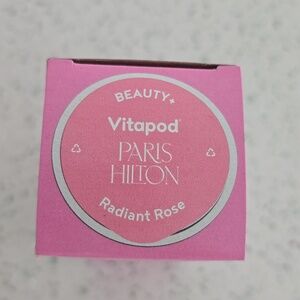 BEAUTY+
Vitapod®
PARIS
HILTON
Radiant Rose